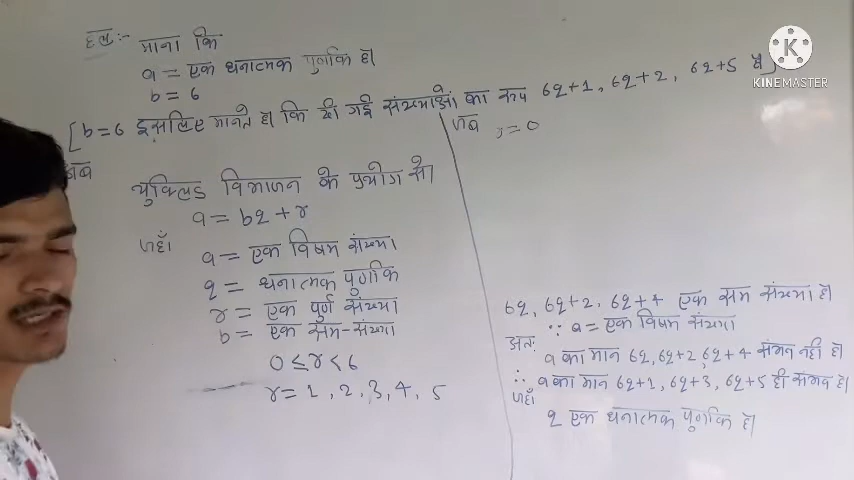 हल:-
माना कि
a = एक धनात्मक पुर्णांक है।
b = 6
[b=6 इसलिए मानते है। कि दी गई संख्याओं का रूप 6q+1, 6q+2, 6q+5 है]
अब
युक्लिड विभाजन के प्रयोग से।
a = bq + r
जहाँ
a = एक विषम संख्या
q = धनात्मक पुर्णांक
r = एक पुर्ण संख्या
b = एक सम-संख्या
0 ≤ r < 6
r = 1, 2, 3, 4, 5
जब r = 0
6q, 6q+2, 6q+4 एक सम संख्या है।
∵ a = एक विषम संख्या
अतः
a का मान 6q, 6q+2, 6q+4 संभव नही है।
∴ a का मान 6q+1, 6q+3, 6q+5 ही संभव है।
जहाँ
q एक धनात्मक पुर्णांक है।
KINEMASTER